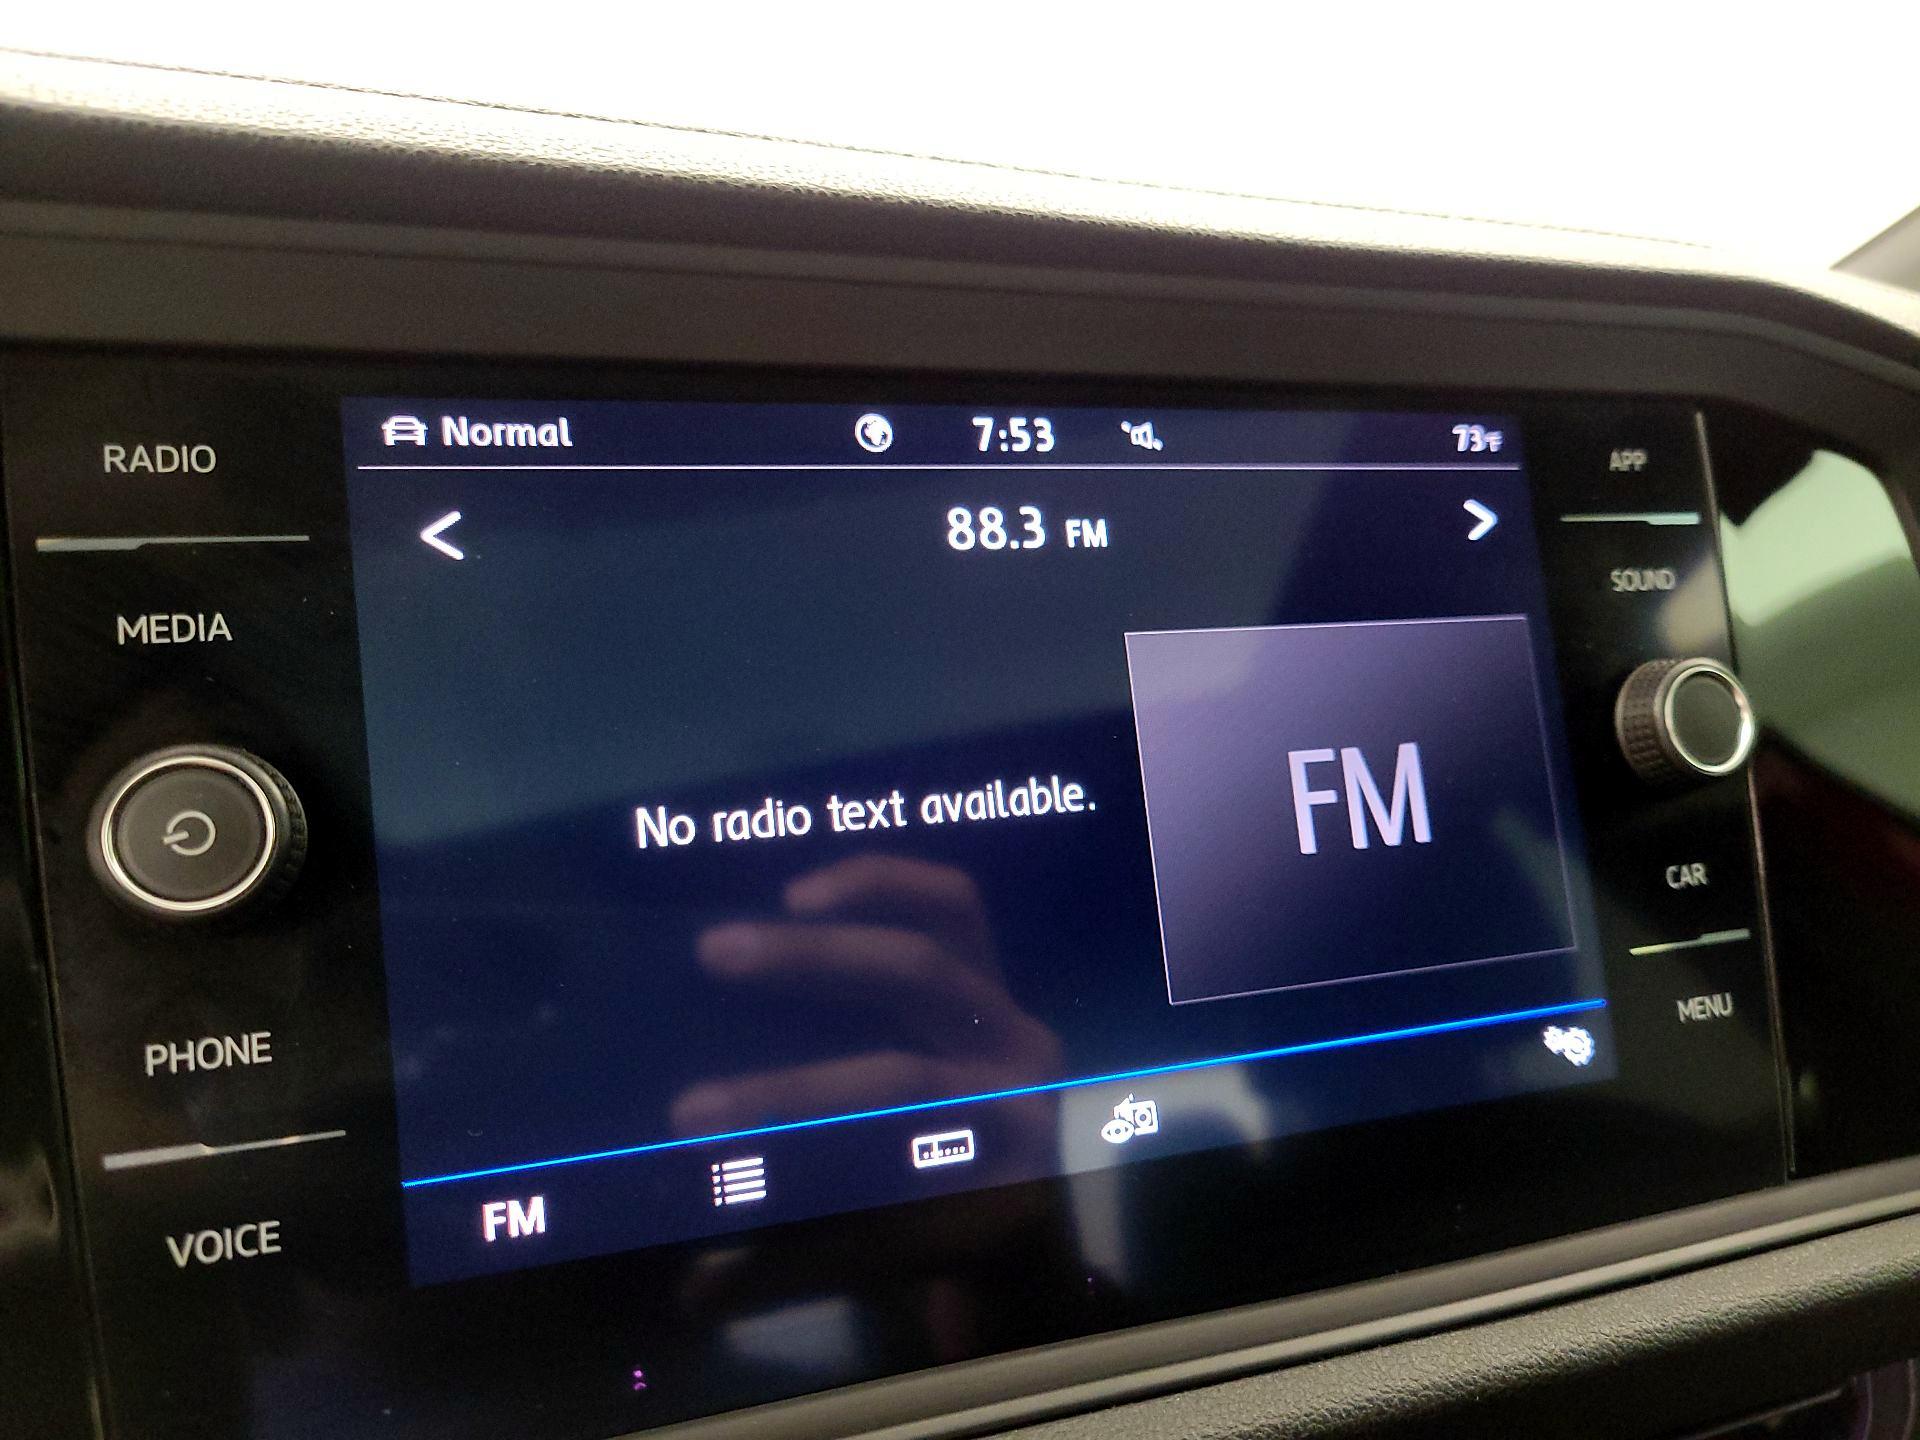 RADIO
MEDIA
PHONE
VOICE
Normal
7:53
73°F
88.3 FM
No radio text available.
FM
FM
APP
SOUND
CAR
MENU